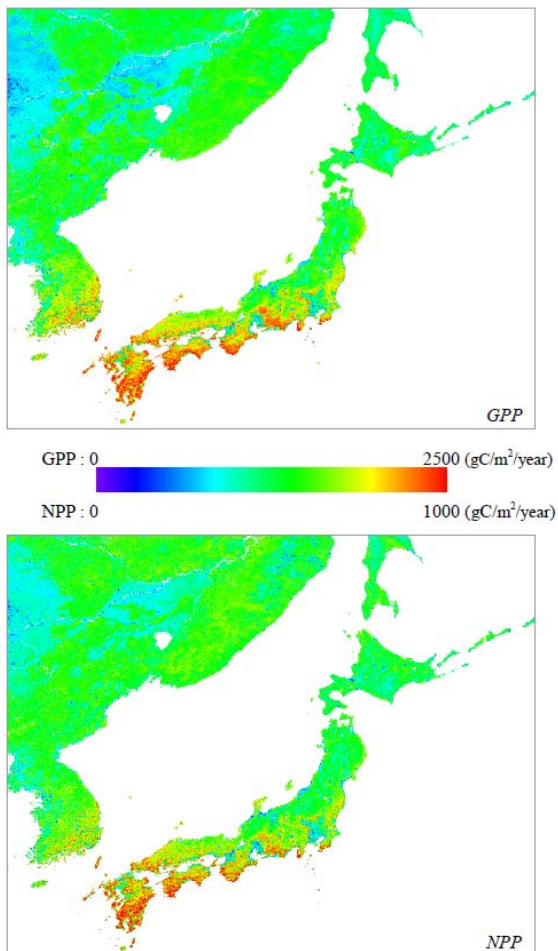 GPP
GPP : 0 2500 (gC/m²/year)
NPP : 0 1000 (gC/m²/year)
NPP